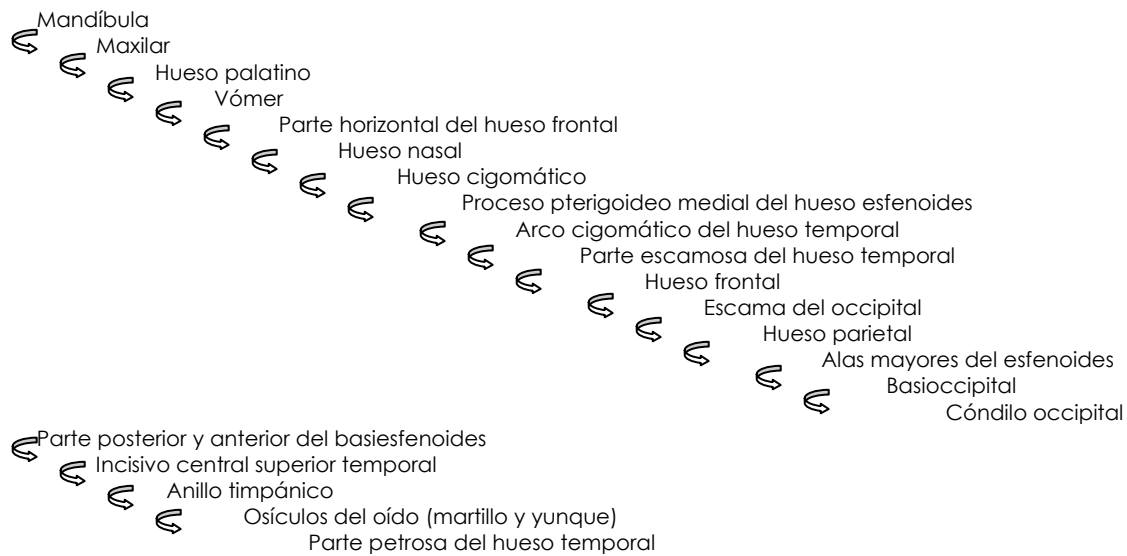 Mandíbula
Maxilar
Hueso palatino
Vómer
Parte horizontal del hueso frontal
Hueso nasal
Hueso cigomático
Proceso pterigoideo medial del hueso esfenoides
Arco cigomático del hueso temporal
Parte escamosa del hueso temporal
Hueso frontal
Escama del occipital
Hueso parietal
Alas mayores del esfenoides
Basioccipital
Cóndilo occipital
Parte posterior y anterior del basiesfenoides
Incisivo central superior temporal
Anillo timpánico
Osículos del oído (martillo y yunque)
Parte petrosa del hueso temporal